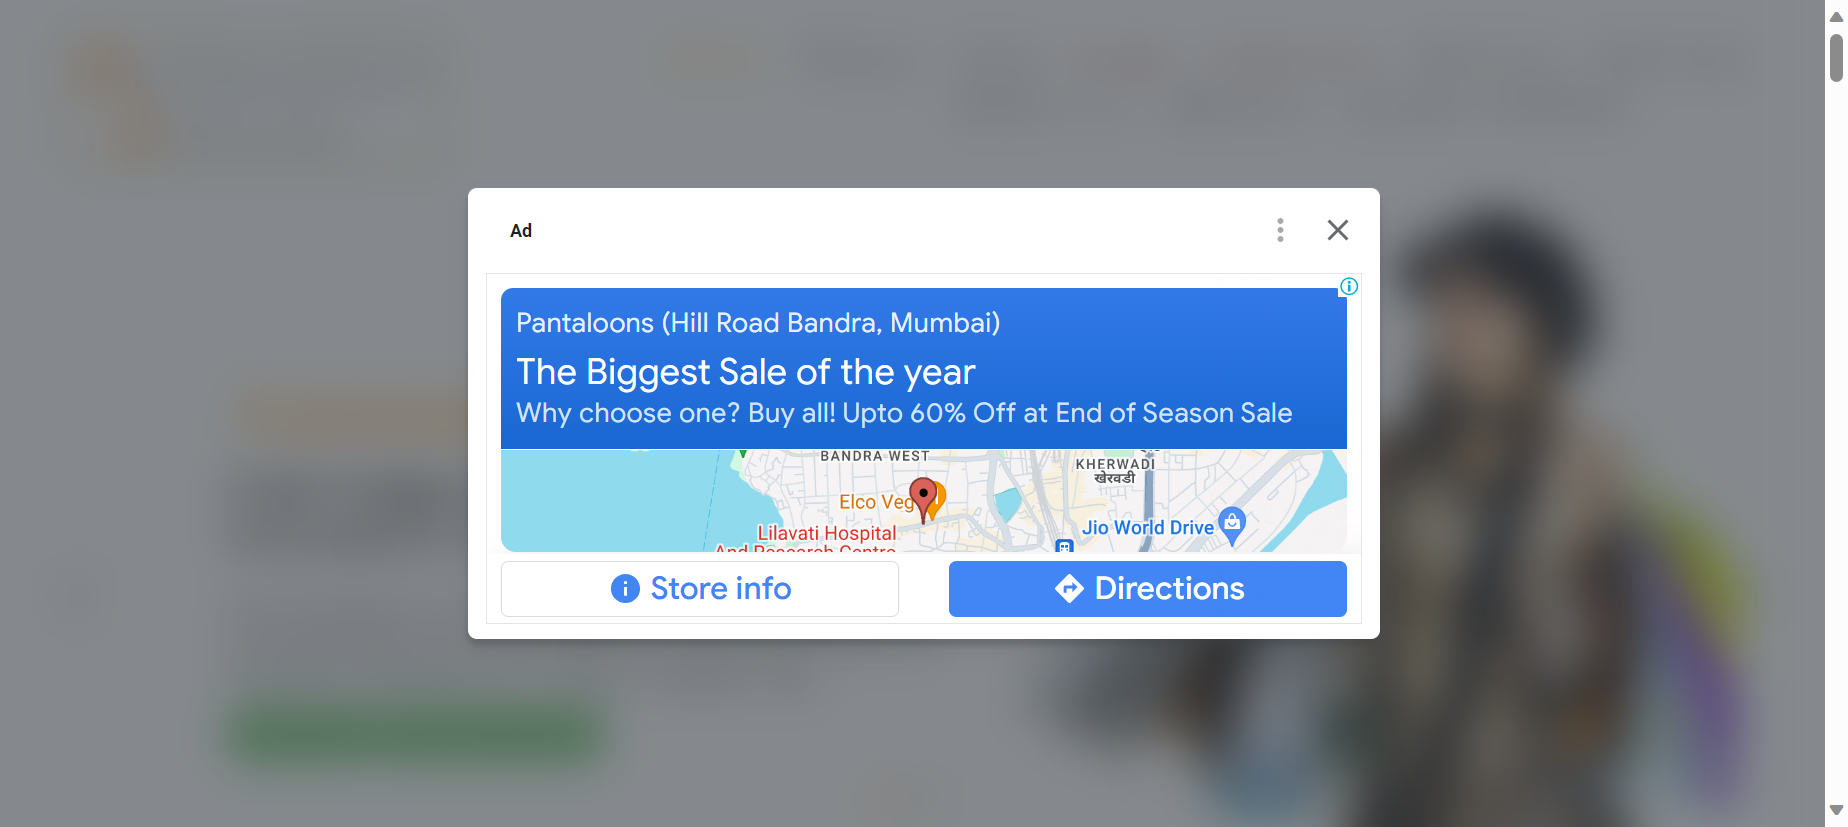 Ad
Pantaloons (Hill Road Bandra, Mumbai)
The Biggest Sale of the year
Why choose one? Buy all! Upto 60% Off at End of Season Sale
BANDRA WEST
KHERWADI
खेरवडी
Elco Veg
Jio World Drive
Lilavati Hospital
And Research Centre
Store info
Directions